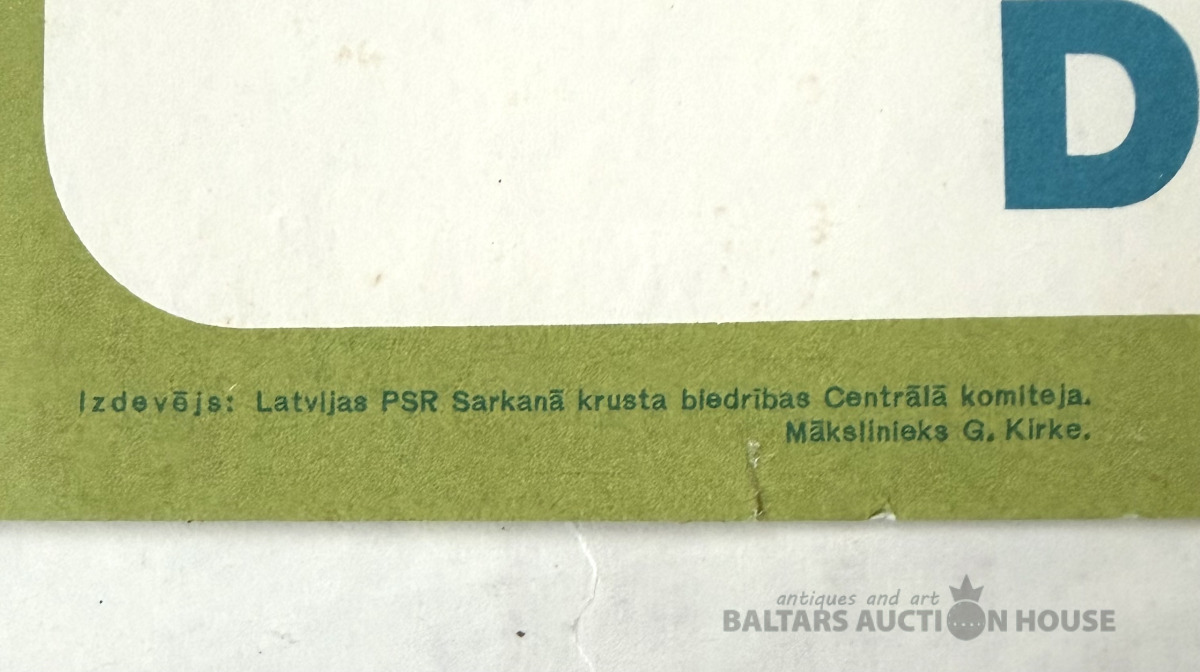 D
Izdevējs: Latvijas PSR Sarkanā krusta biedrības Centrālā komiteja.
Mākslinieks G. Kirke.
antiques and art
BALTARS AUCTION HOUSE